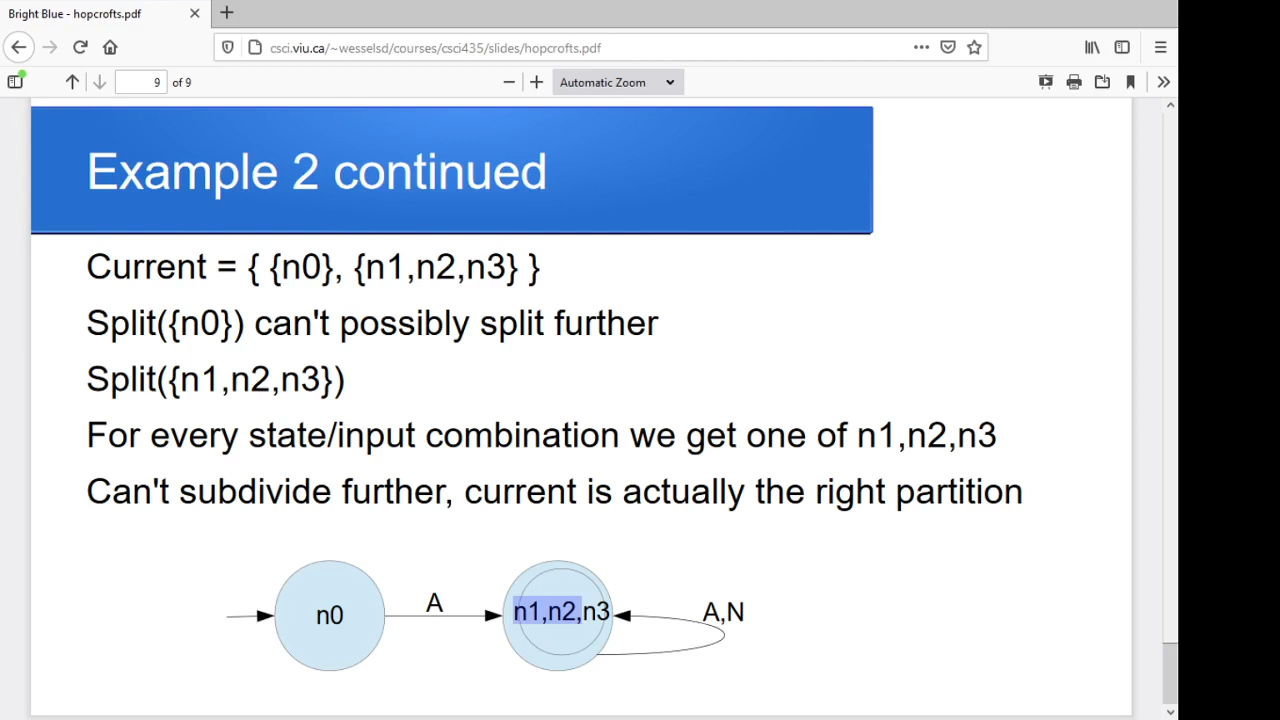 Bright Blue - hopcrofts.pdf
csci.viu.ca/~wesselsd/courses/csci435/slides/hopcrofts.pdf
9 of 9
Automatic Zoom
Example 2 continued
Current = { {n0}, {n1,n2,n3} }
Split({n0}) can't possibly split further
Split({n1,n2,n3})
For every state/input combination we get one of n1,n2,n3
Can't subdivide further, current is actually the right partition
n0
A
n1,n2,n3
A,N